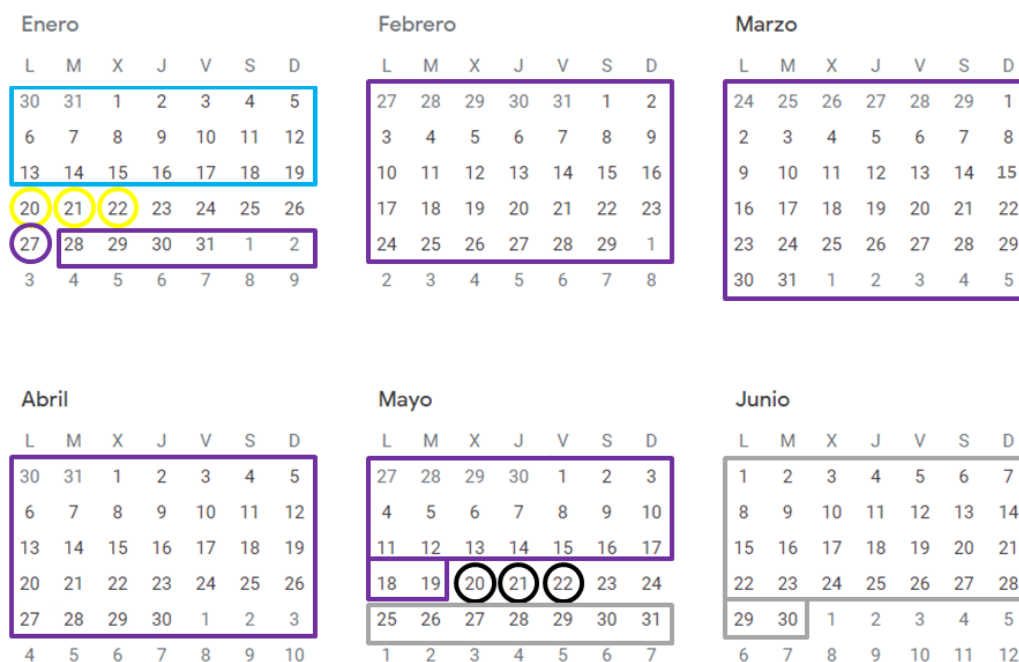 Enero
L M X J V S D
30 31 1 2 3 4 5
6 7 8 9 10 11 12
13 14 15 16 17 18 19
20 21 22 23 24 25 26
27 28 29 30 31 1 2
3 4 5 6 7 8 9
Febrero
L M X J V S D
27 28 29 30 31 1 2
3 4 5 6 7 8 9
10 11 12 13 14 15 16
17 18 19 20 21 22 23
24 25 26 27 28 29 1
2 3 4 5 6 7 8
Marzo
L M X J V S D
24 25 26 27 28 29 1
2 3 4 5 6 7 8
9 10 11 12 13 14 15
16 17 18 19 20 21 22
23 24 25 26 27 28 29
30 31 1 2 3 4 5
Abril
L M X J V S D
30 31 1 2 3 4 5
6 7 8 9 10 11 12
13 14 15 16 17 18 19
20 21 22 23 24 25 26
27 28 29 30 1 2 3
4 5 6 7 8 9 10
Mayo
L M X J V S D
27 28 29 30 1 2 3
4 5 6 7 8 9 10
11 12 13 14 15 16 17
18 19 20 21 22 23 24
25 26 27 28 29 30 31
1 2 3 4 5 6 7
Junio
L M X J V S D
1 2 3 4 5 6 7
8 9 10 11 12 13 14
15 16 17 18 19 20 21
22 23 24 25 26 27 28
29 30 1 2 3 4 5
6 7 8 9 10 11 12